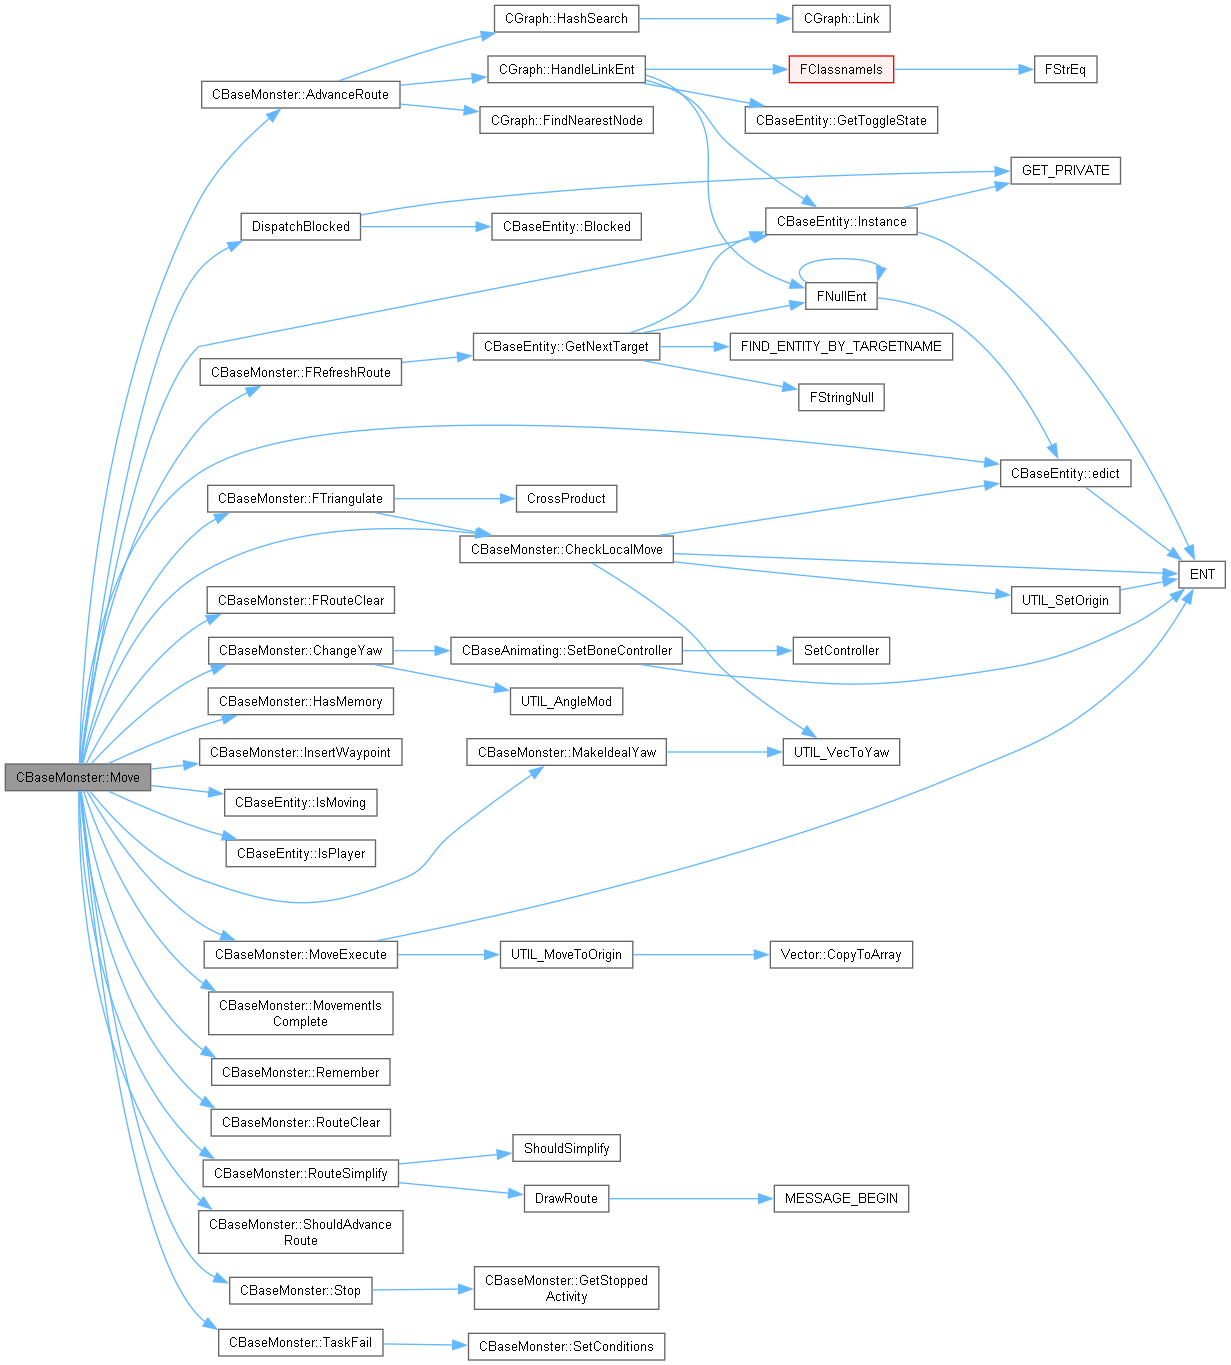 CGraph::HashSearch
CGraph::Link
CGraph::HandleLinkEnt
FClassnameIs
FStrEq
CBaseMonster::AdvanceRoute
CGraph::FindNearestNode
CBaseEntity::GetToggleState
GET_PRIVATE
DispatchBlocked
CBaseEntity::Blocked
CBaseEntity::Instance
FNullEnt
CBaseEntity::GetNextTarget
FIND_ENTITY_BY_TARGETNAME
CBaseMonster::FRefreshRoute
FStringNull
CBaseEntity::edict
CBaseMonster::FTriangulate
CrossProduct
CBaseMonster::CheckLocalMove
ENT
CBaseMonster::FRouteClear
UTIL_SetOrigin
CBaseMonster::ChangeYaw
CBaseAnimating::SetBoneController
SetController
CBaseMonster::HasMemory
UTIL_AngleMod
CBaseMonster::InsertWaypoint
CBaseMonster::MakeIdealYaw
UTIL_VecToYaw
CBaseMonster::Move
CBaseEntity::IsMoving
CBaseEntity::IsPlayer
CBaseMonster::MoveExecute
UTIL_MoveToOrigin
Vector::CopyToArray
CBaseMonster::MovementIs
Complete
CBaseMonster::Remember
CBaseMonster::RouteClear
ShouldSimplify
CBaseMonster::RouteSimplify
DrawRoute
MESSAGE_BEGIN
CBaseMonster::ShouldAdvance
Route
CBaseMonster::Stop
CBaseMonster::GetStopped
Activity
CBaseMonster::TaskFail
CBaseMonster::SetConditions